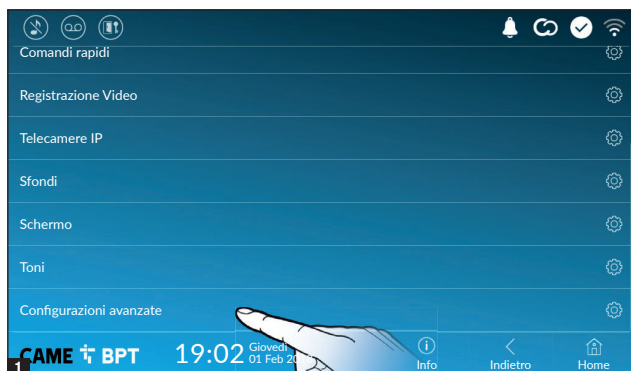 Comandi rapidi
Registrazione Video
Telecamere IP
Sfondi
Schermo
Toni
Configurazioni avanzate
1
CAME BPT
19:02
Giovedì
01 Feb
Info
Indietro
Home